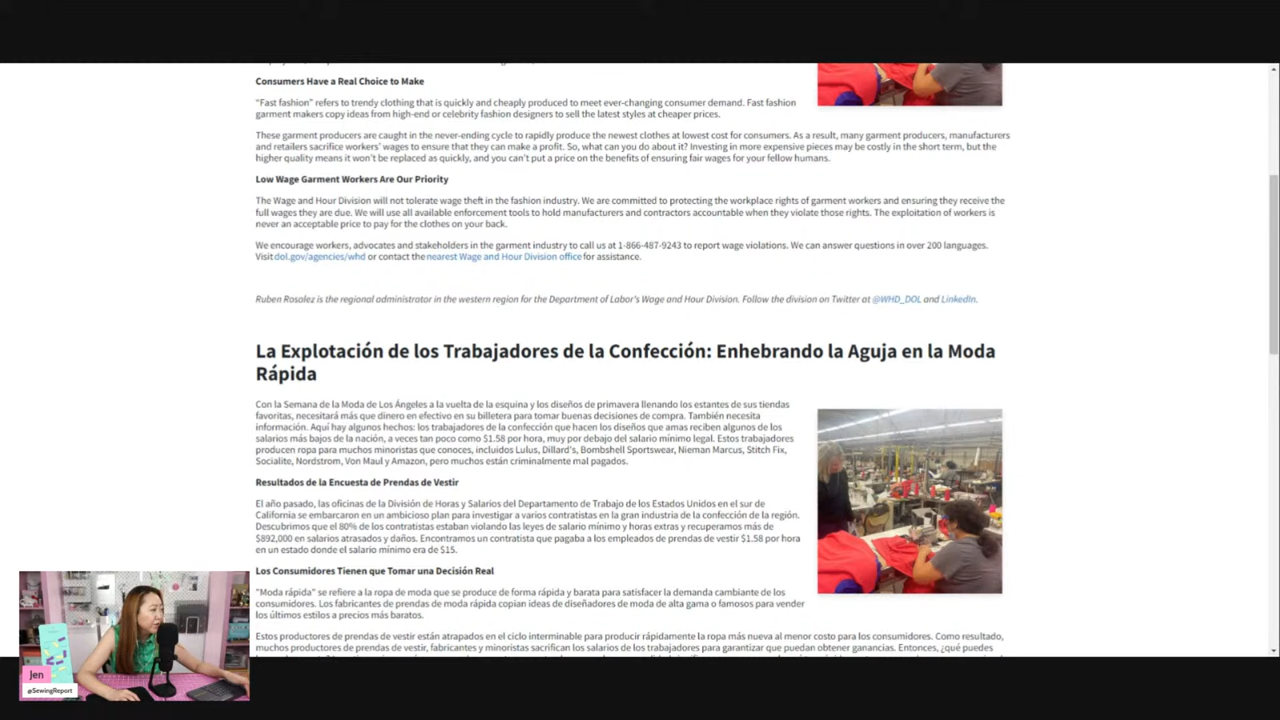 Consumers Have a Real Choice to Make
“Fast fashion” refers to trendy clothing that is quickly and cheaply produced to meet ever-changing consumer demand. Fast fashion
garment makers copy ideas from high-end or celebrity fashion designers to sell the latest styles at cheaper prices.
These garment producers are caught in the never-ending cycle to rapidly produce the newest clothes at lowest cost for consumers. As a result, many garment producers, manufacturers
and retailers sacrifice workers’ wages to ensure that they can make a profit. So, what can you do about it? Investing in more expensive pieces may be costly in the short term, but the
higher quality means it won’t be replaced as quickly, and you can’t put a price on the benefits of ensuring fair wages for your fellow humans.
Low Wage Garment Workers Are Our Priority
The Wage and Hour Division will not tolerate wage theft in the fashion industry. We are committed to protecting the workplace rights of garment workers and ensuring they receive the
full wages they are due. We will use all available enforcement tools to hold manufacturers and contractors accountable when they violate those rights. The exploitation of workers is
never an acceptable price to pay for the clothes on your back.
We encourage workers, advocates and stakeholders in the garment industry to call us at 1-866-487-9243 to report wage violations. We can answer questions in over 200 languages.
Visit dol.gov/agencies/whd or contact the nearest Wage and Hour Division office for assistance.
Ruben Rosalez is the regional administrator in the western region for the Department of Labor’s Wage and Hour Division. Follow the division on Twitter at @WHD_DOL and LinkedIn.
La Explotación de los Trabajadores de la Confección: Enhebrando la Aguja en la Moda
Rápida
Con la Semana de la Moda de Los Ángeles a la vuelta de la esquina y los diseños de primavera llenando los estantes de sus tiendas
favoritas, necesitará más que dinero en efectivo en su billetera para tomar buenas decisiones de compra. También necesita
información. Aquí hay algunos hechos: los trabajadores de la confección que hacen los diseños que amas reciben algunos de los
salarios más bajos de la nación, a veces tan poco como $1.58 por hora, muy por debajo del salario mínimo legal. Estos trabajadores
producen ropa para muchos minoristas que conoces, incluidos Lulus, Dillard’s, Bombshell Sportswear, Nieman Marcus, Stitch Fix,
Socialite, Nordstrom, Von Maul y Amazon, pero muchos están criminalmente mal pagados.
Resultados de la Encuesta de Prendas de Vestir
El año pasado, las oficinas de la División de Horas y Salarios del Departamento de Trabajo de los Estados Unidos en el sur de
California se embarcaron en un ambicioso plan para investigar a varios contratistas en la gran industria de la confección de la región.
Descubrimos que el 80% de los contratistas estaban violando las leyes de salario mínimo y horas extras y recuperamos más de
$892,000 en salarios atrasados y daños. Encontramos un contratista que pagaba a los empleados de prendas de vestir $1.58 por hora
en un estado donde el salario mínimo era de $15.
Los Consumidores Tienen que Tomar una Decisión Real
"Moda rápida" se refiere a la ropa de moda que se produce de forma rápida y barata para satisfacer la demanda cambiante de los
consumidores. Los fabricantes de prendas de moda rápida copian ideas de diseñadores de moda de alta gama o famosos para vender
los últimos estilos a precios más baratos.
Estos productores de prendas de vestir están atrapados en el ciclo interminable para producir rápidamente la ropa más nueva al menor costo para los consumidores. Como resultado,
muchos productores de prendas de vestir, fabricantes y minoristas sacrifican los salarios de los trabajadores para garantizar que puedan obtener ganancias. Entonces, ¿qué puedes
Jen
@SewingReport